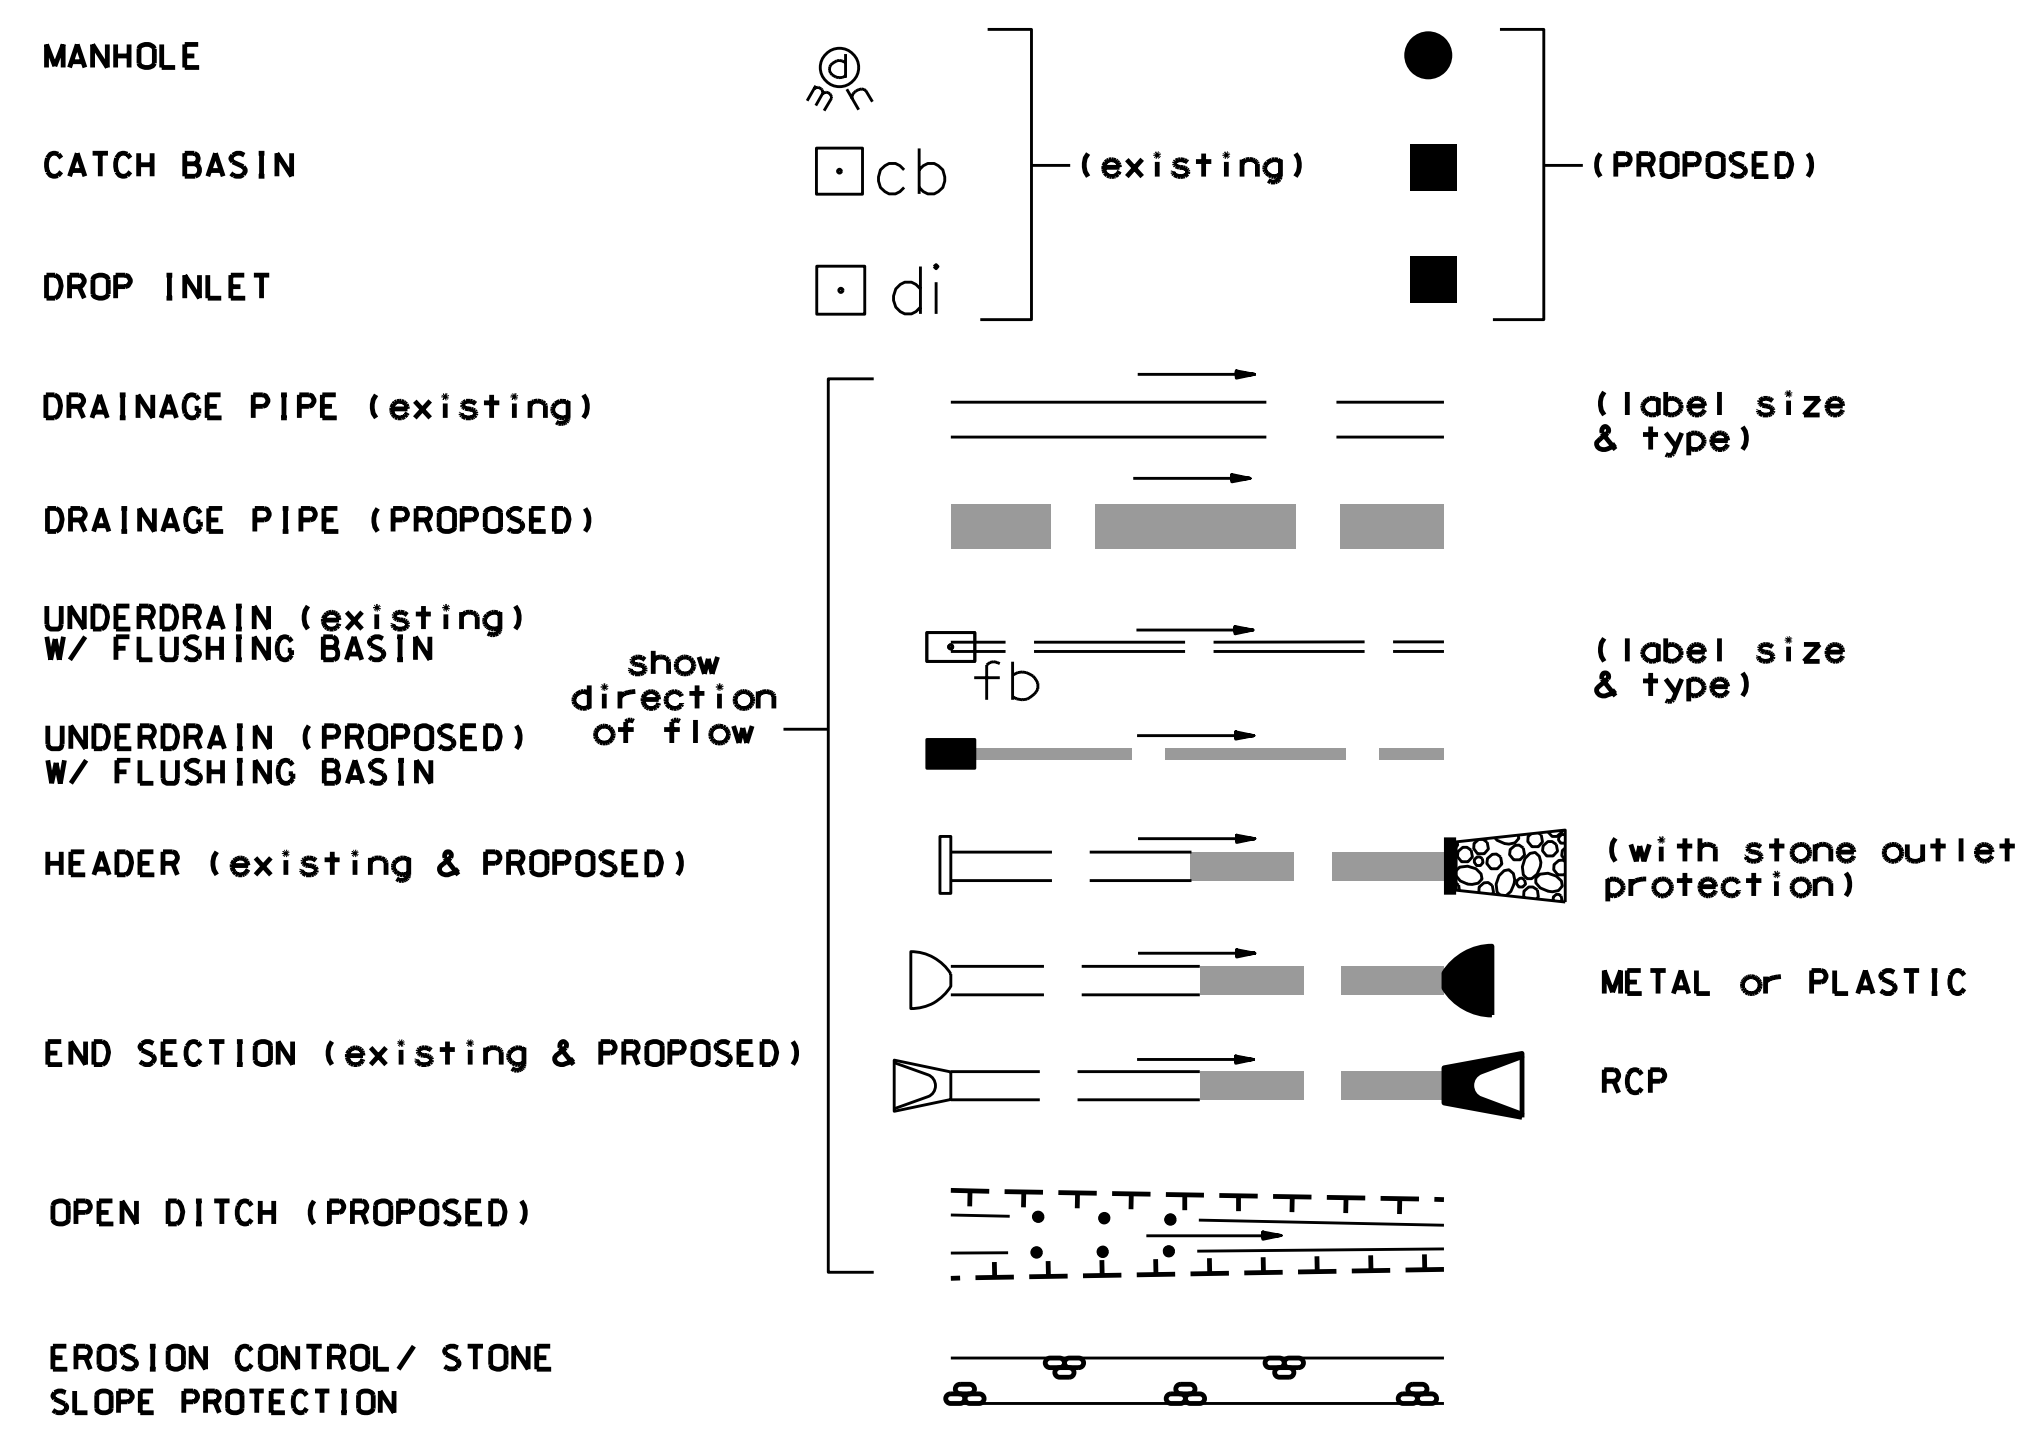 MANHOLE
d
mh
CATCH BASIN
cb
(existing)
(PROPOSED)
DROP INLET
di
DRAINAGE PIPE (existing)
(label size
& type)
DRAINAGE PIPE (PROPOSED)
UNDERDRAIN (existing)
W/ FLUSHING BASIN
fb
(label size
& type)
show
direction
of flow
UNDERDRAIN (PROPOSED)
W/ FLUSHING BASIN
HEADER (existing & PROPOSED)
(with stone outlet
protection)
METAL or PLASTIC
END SECTION (existing & PROPOSED)
RCP
OPEN DITCH (PROPOSED)
EROSION CONTROL/ STONE
SLOPE PROTECTION